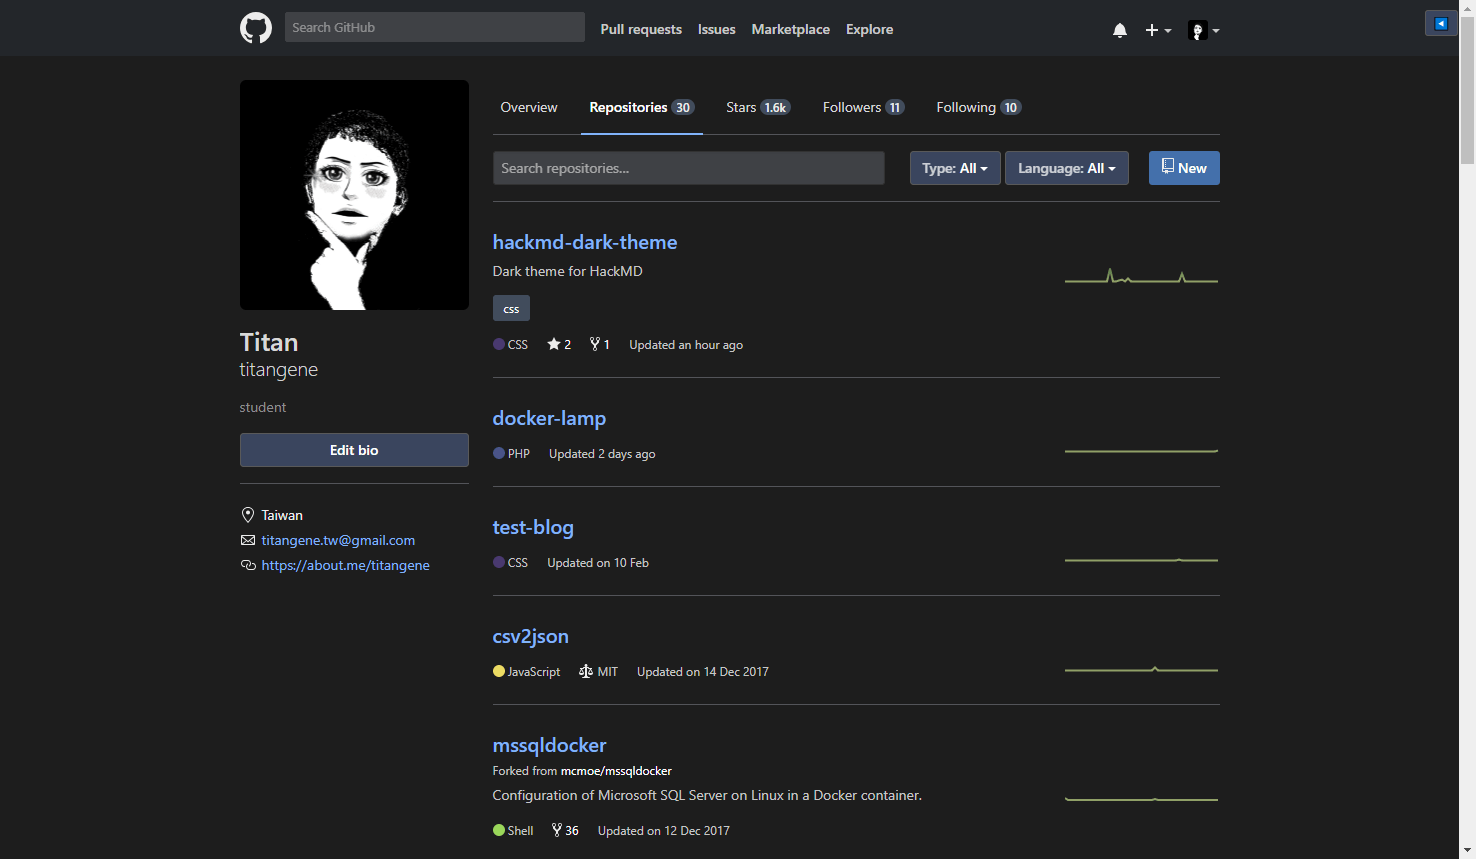 Search GitHub Pull requests Issues Marketplace Explore
Overview Repositories 30 Stars 1.6k Followers 11 Following 10
Search repositories... Type: All Language: All New
Titan
titangene
student
Edit bio
Taiwan
titangene.tw@gmail.com
https://about.me/titangene
hackmd-dark-theme
Dark theme for HackMD
css
CSS 2 1 Updated an hour ago
docker-lamp
PHP Updated 2 days ago
test-blog
CSS Updated on 10 Feb
csv2json
JavaScript MIT Updated on 14 Dec 2017
mssqldocker
Forked from mcmoe/mssqldocker
Configuration of Microsoft SQL Server on Linux in a Docker container.
Shell 36 Updated on 12 Dec 2017